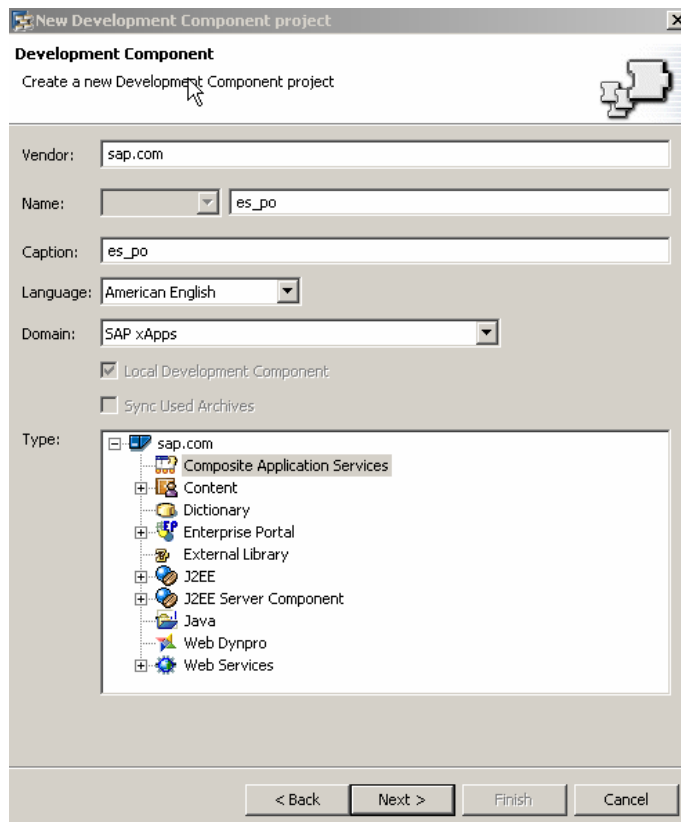 New Development Component project
Development Component
Create a new Development Component project
Vendor: sap.com
Name: es_po
Caption: es_po
Language: American English
Domain: SAP xApps
Local Development Component
Sync Used Archives
Type: sap.com
Composite Application Services
Content
Dictionary
Enterprise Portal
External Library
J2EE
J2EE Server Component
Java
Web Dynpro
Web Services
< Back Next > Finish Cancel